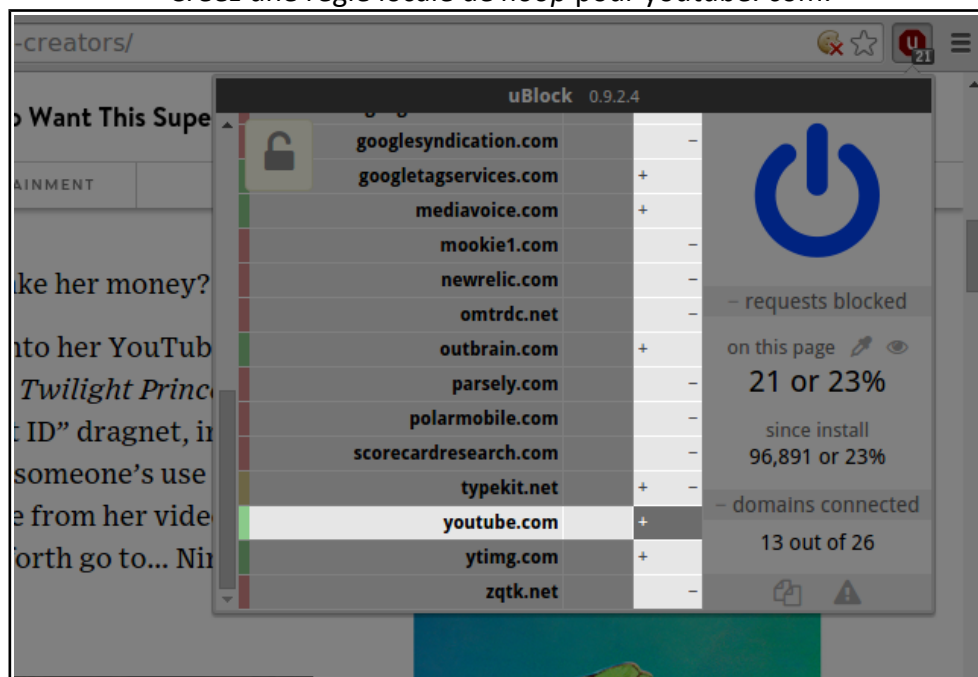 Créez une règle locale de noop pour youtube. com.
-creators/
21
uBlock 0.9.2.4
o Want This Supe
AINMENT
ke her money?
nto her YouTub
Twilight Princ
t ID" dragnet, in
someone's use
e from her vide
forth go to... Nin
googlesyndication.com –
googletagservices.com +
mediavoice.com +
mookie1.com –
newrelic.com –
omtrdc.net –
outbrain.com +
parsely.com –
polarmobile.com –
scorecardresearch.com –
typekit.net + –
youtube.com +
ytimg.com +
zqtk.net –
– requests blocked
on this page
21 or 23%
since install
96,891 or 23%
– domains connected
13 out of 26